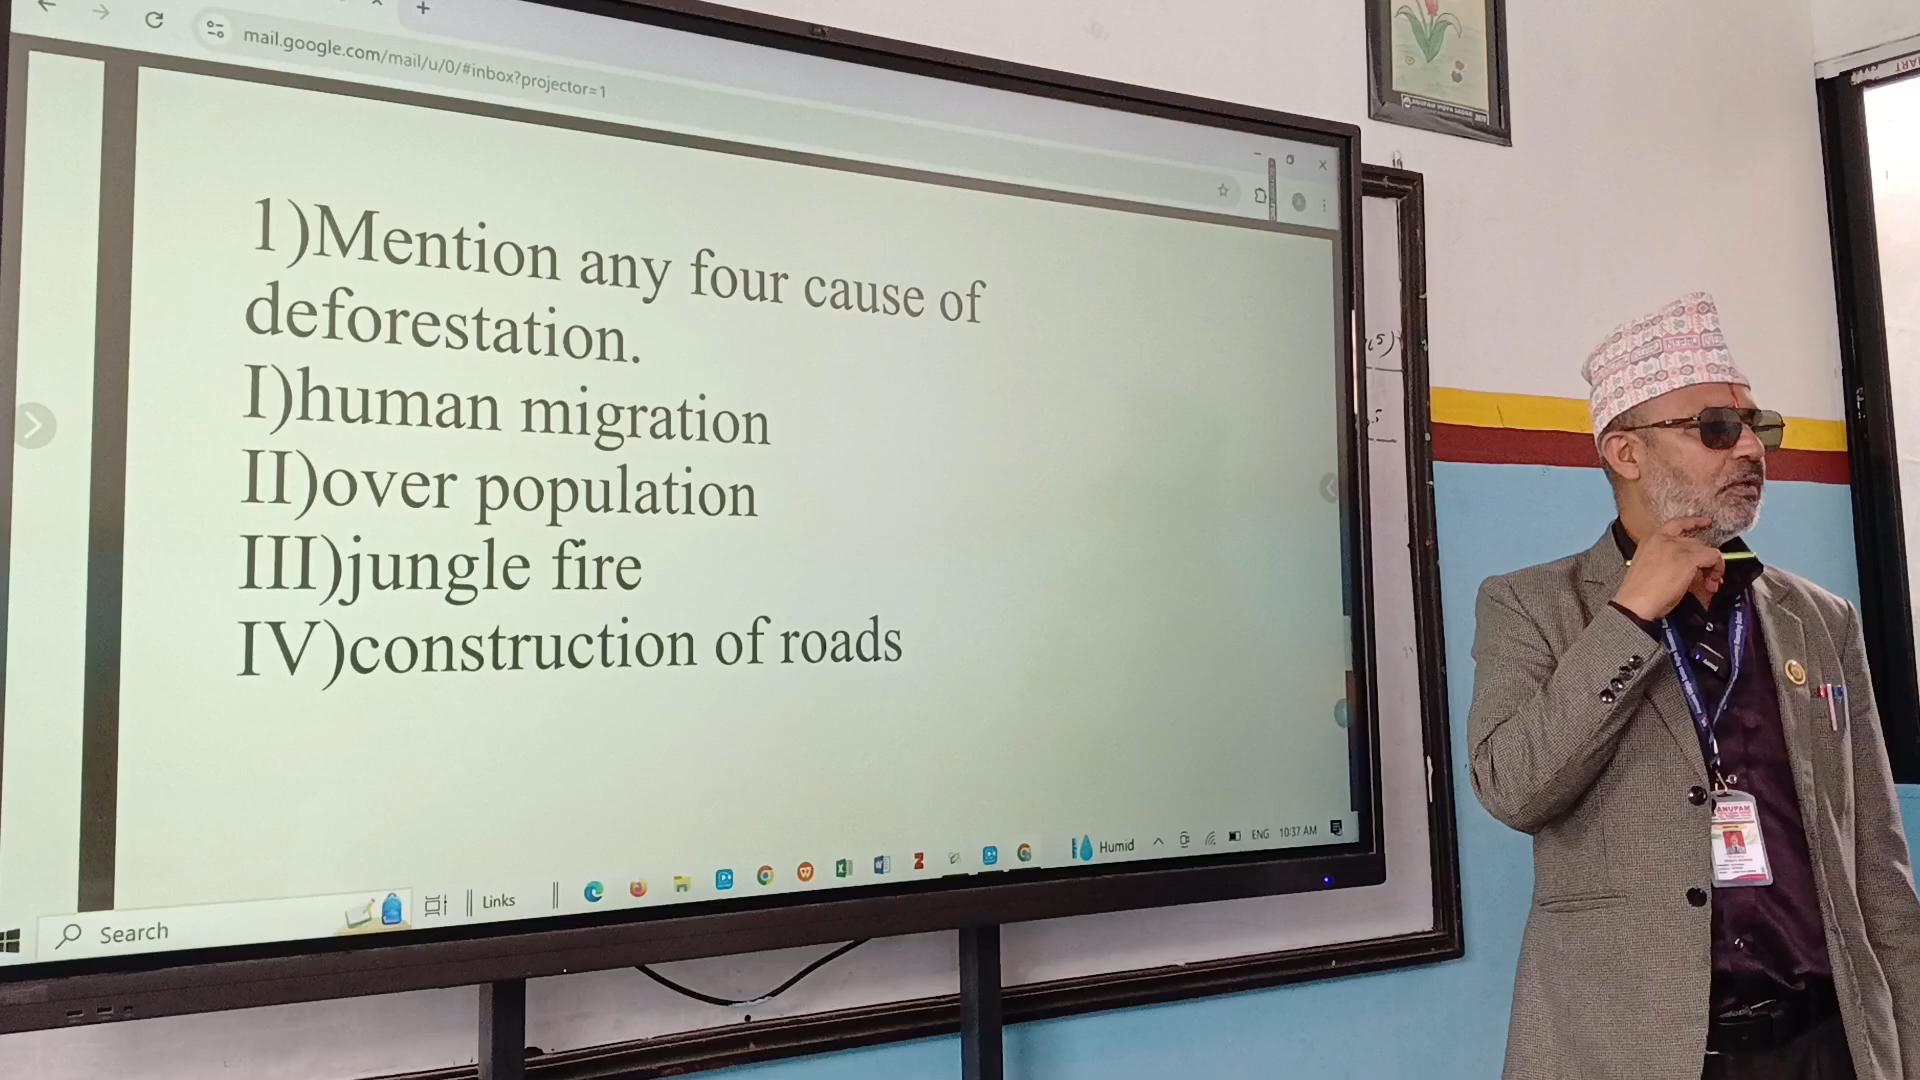 mail.google.com/mail/u/0/#inbox?projector=1
1)Mention any four cause of
deforestation.
I)human migration
II)over population
III)jungle fire
IV)construction of roads
Search
Links
Humid
ENG
10:37 AM
ANUPAM